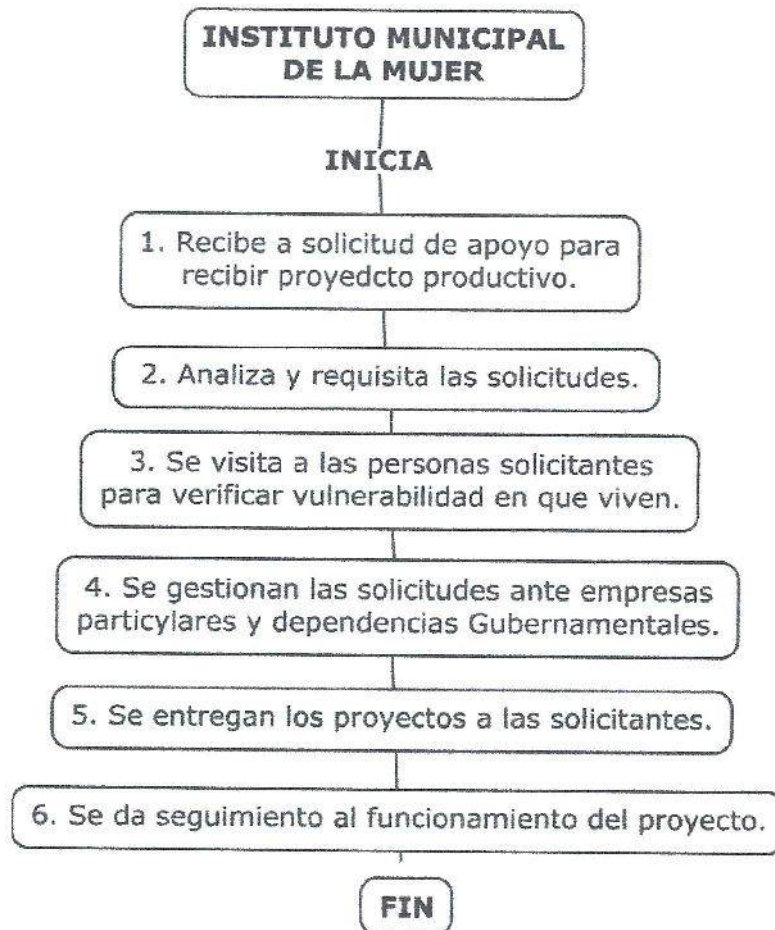 INSTITUTO MUNICIPAL
DE LA MUJER
INICIA
1. Recibe a solicitud de apoyo para
recibir proyedcto productivo.
2. Analiza y requisita las solicitudes.
3. Se visita a las personas solicitantes
para verificar vulnerabilidad en que viven.
4. Se gestionan las solicitudes ante empresas
particylares y dependencias Gubernamentales.
5. Se entregan los proyectos a las solicitantes.
6. Se da seguimiento al funcionamiento del proyecto.
FIN